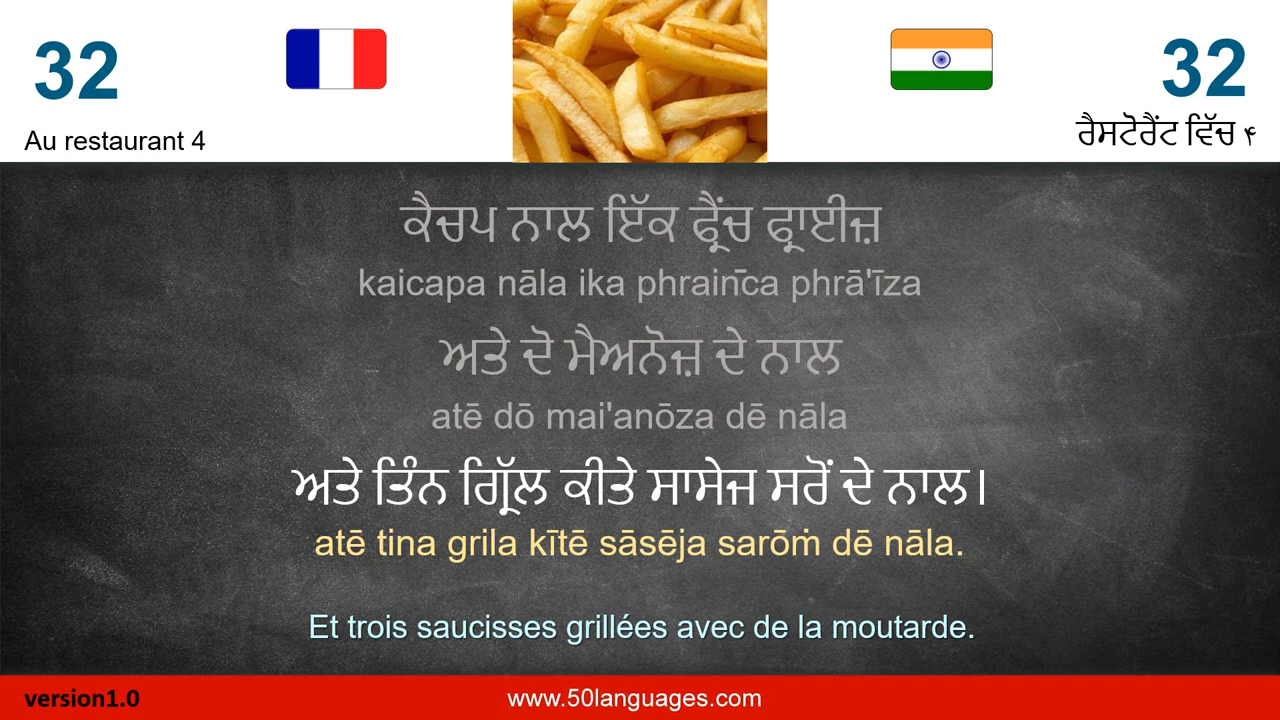 32
32
Au restaurant 4
ਰੈਸਟੋਰੈਂਟ ਵਿੱਚ ۴
ਕੈਚਪ ਨਾਲ ਇੱਕ ਫ੍ਰੈਂਚ ਫ੍ਰਾਈਜ਼
kaicapa nāla ika phrain̄ca phrā'īza
ਅਤੇ ਦੋ ਮੈਅਨੋਜ਼ ਦੇ ਨਾਲ
atē dō mai'anōza dē nāla
ਅਤੇ ਤਿੰਨ ਗ੍ਰਿੱਲ ਕੀਤੇ ਸਾਸੇਜ ਸਰੋਂ ਦੇ ਨਾਲ।
atē tina grila kītē sāsēja sarōṁ dē nāla.
Et trois saucisses grillées avec de la moutarde.
version1.0
www.50languages.com